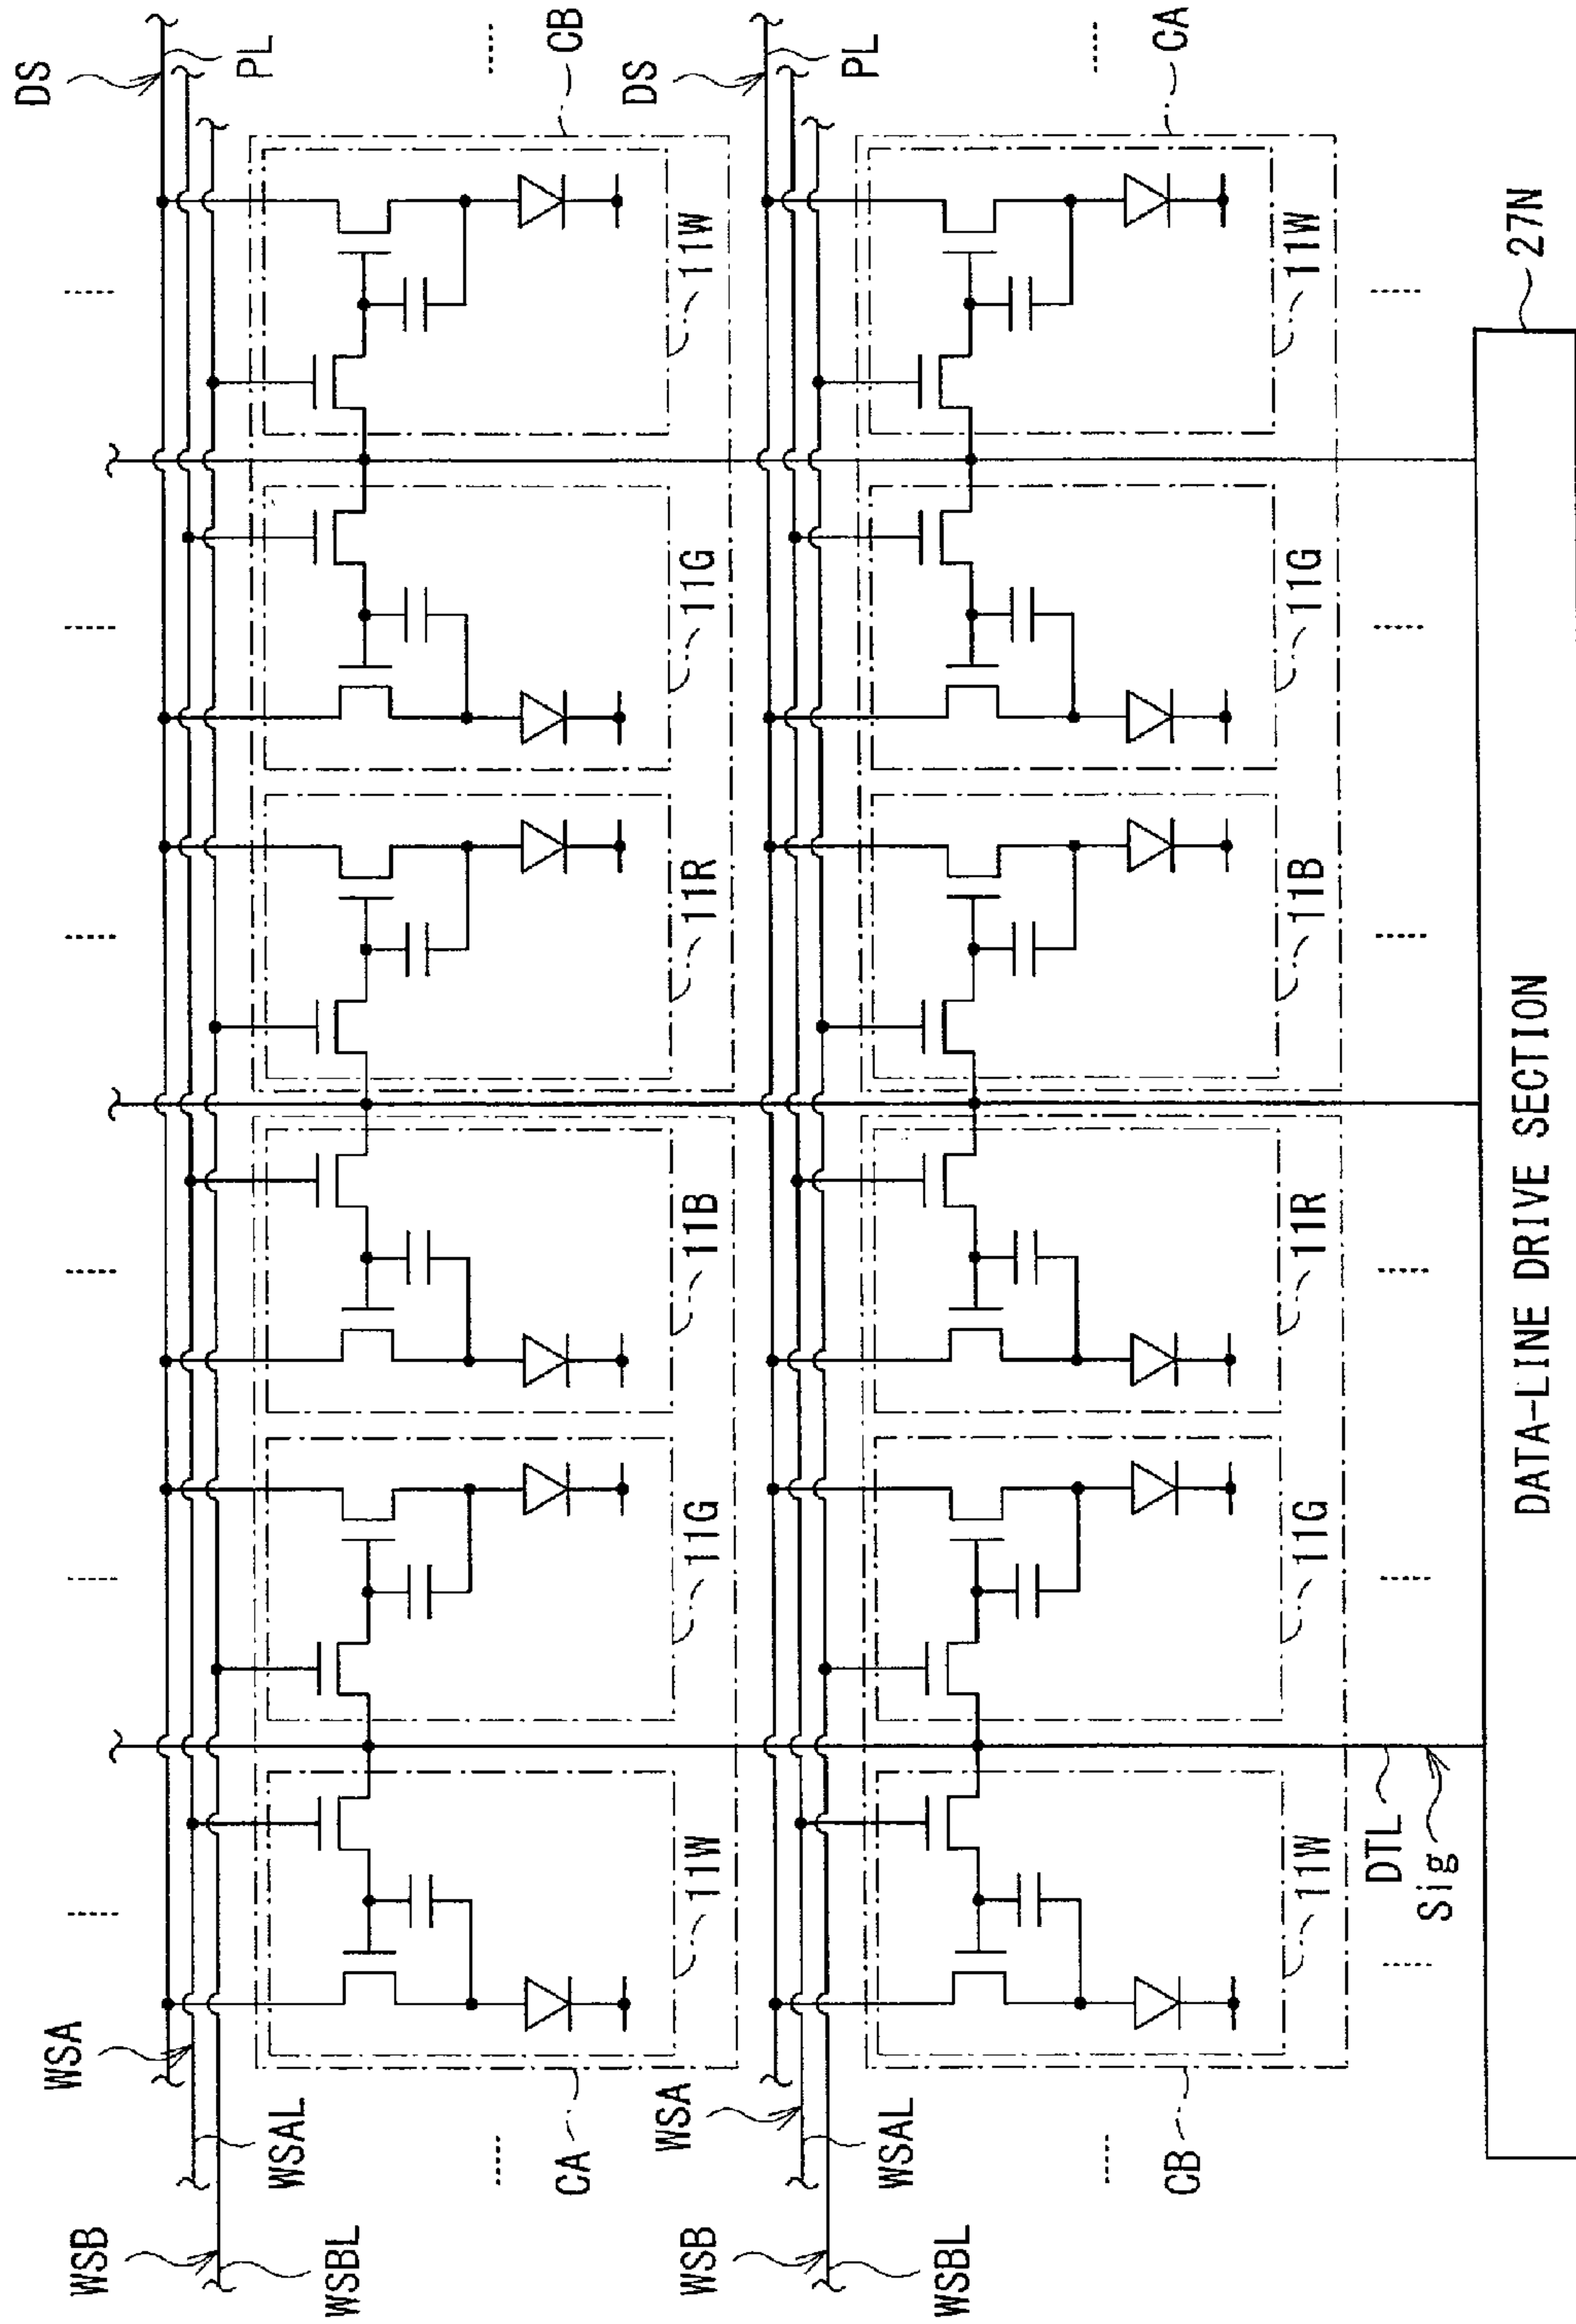 DS
WSA
WSB
PL
WSAL
WSBL
CA
CB
11W 11G 11B 11R 11G 11W
DS
WSA
WSB
PL
WSAL
WSBL
CB
CA
11W 11G 11R 11B 11G 11W
DTL
Sig
DATA-LINE DRIVE SECTION
27N